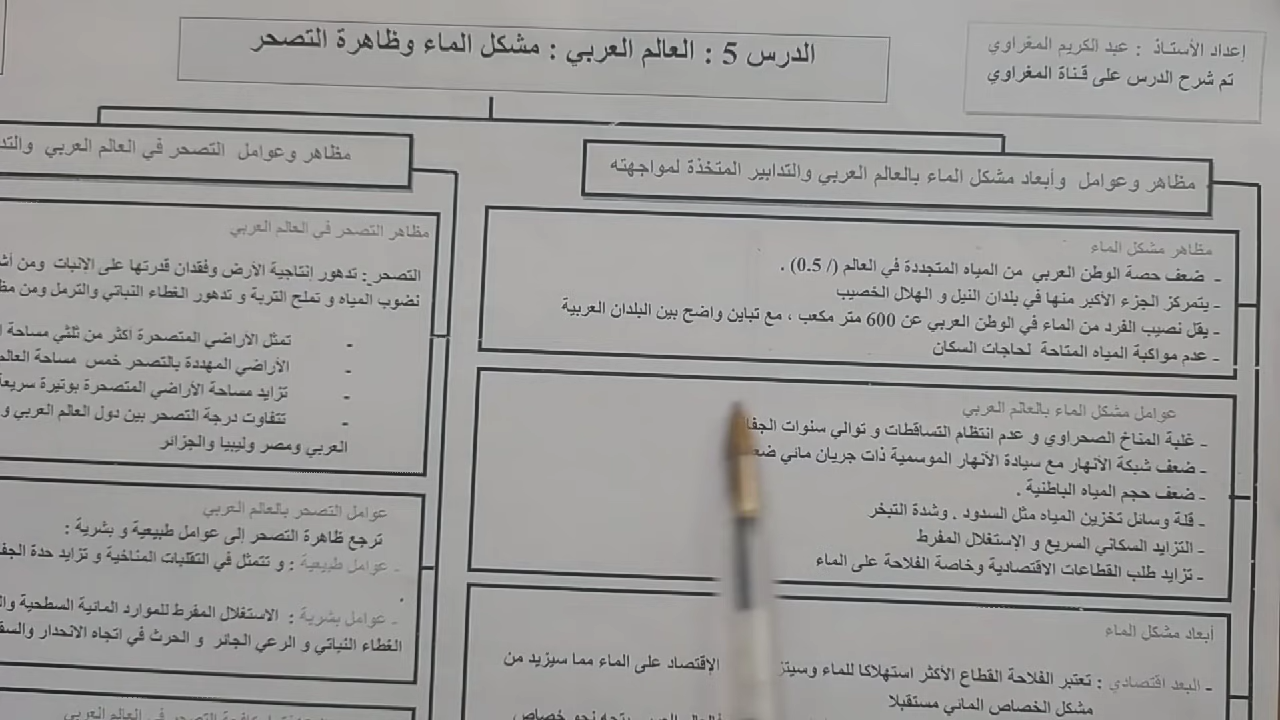 إعداد الأستاذ : عبد الكريم المغراوي
تم شرح الدرس على قناة المغراوي
الدرس 5 : العالم العربي : مشكل الماء وظاهرة التصحر
مظاهر وعوامل وأبعاد مشكل الماء بالعالم العربي والتدابير المتخذة لمواجهته
مظاهر مشكل الماء
- ضعف حصة الوطن العربي من المياه المتجددة في العالم (/ 0.5) .
- يتمركز الجزء الأكبر منها في بلدان النيل و الهلال الخصيب
- يقل نصيب الفرد من الماء في الوطن العربي عن 600 متر مكعب ، مع تباين واضح بين البلدان العربية
- عدم مواكبة المياه المتاحة لحاجات السكان
عوامل مشكل الماء بالعالم العربي
- غلبة المناخ الصحراوي و عدم انتظام التساقطات و توالي سنوات
- ضعف شبكة الأنهار مع سيادة الأنهار الموسمية ذات جريان مائي
- ضعف حجم المياه الباطنية .
- قلة وسائل تخزين المياه مثل السدود . وشدة التبخر
- التزايد السكاني السريع و الإستغلال المفرط
- تزايد طلب القطاعات الاقتصادية وخاصة الفلاحة على الماء
أبعاد مشكل الماء
- البعد اقتصادي : تعتبر الفلاحة القطاع الأكثر استهلاكا للماء الإقتصاد على الماء مما سيزيد من
مشكل الخصاص المائي مستقبلا
مظاهر وعوامل التصحر في العالم العربي
مظاهر التصحر في العالم العربي
التصحر: تدهور إنتاجية الأرض وفقدان قدرتها على الانبات ومن
نضوب المياه و تملح التربة و تدهور الغطاء النباتي والترمل ومن
- تمثل الأراضي المتصحرة أكثر من ثلثي مساحة
- الأراضي المهددة بالتصحر خمس مساحة
- تزايد مساحة الأراضي المتصحرة بوتيرة
- تتفاوت درجة التصحر بين دول العالم العربي
العربي ومصر وليبيا والجزائر
عوامل التصحر بالعالم العربي
ترجع ظاهرة التصحر إلى عوامل طبيعية و بشرية :
- عوامل طبيعية : و تتمثل في التقلبات المناخية و تزايد حدة
- عوامل بشرية : الاستغلال المفرط للموارد المائية السطحية
الغطاء النباتي و الرعي الجائر و الحرث في اتجاه الانحدار